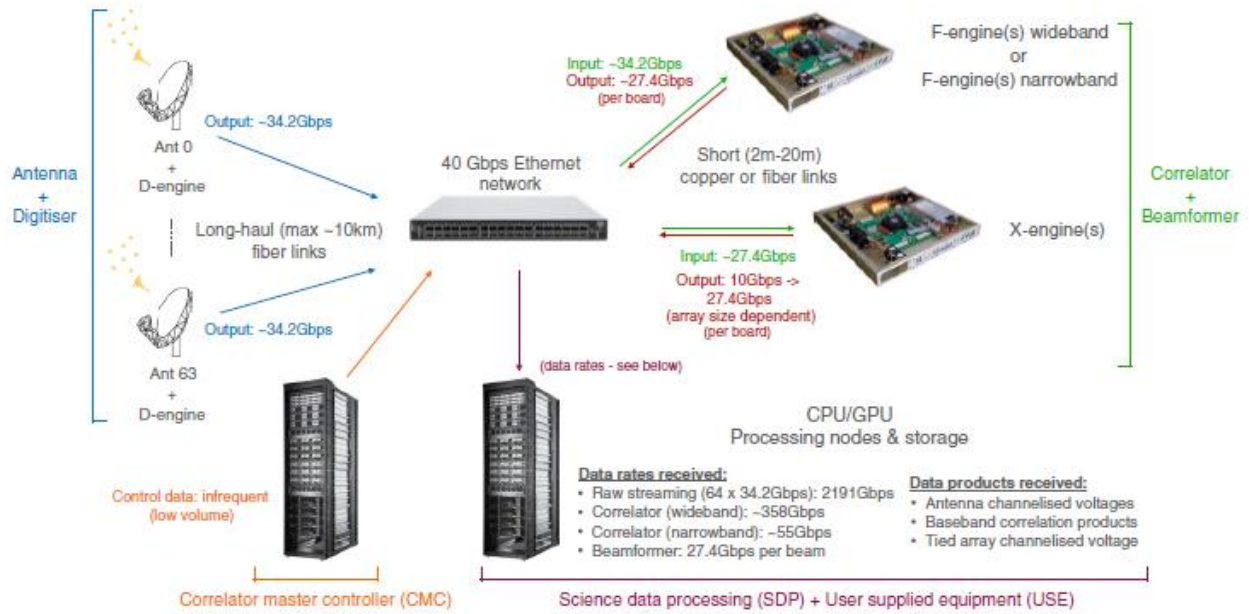 F-engine(s) wideband
or
F-engine(s) narrowband
Input: ~34.2Gbps
Output: ~27.4Gbps
(per board)
Output: ~34.2Gbps
Ant 0
+
D-engine
40 Gbps Ethernet
network
Short (2m-20m)
copper or fiber links
Antenna
+
Digitiser
Correlator
+
Beamformer
Long-haul (max ~10km)
fiber links
X-engine(s)
Input: ~27.4Gbps
Output: 10Gbps ->
27.4Gbps
(array size dependent)
(per board)
Output: ~34.2Gbps
Ant 63
+
D-engine
(data rates - see below)
CPU/GPU
Processing nodes & storage
Control data: infrequent
(low volume)
Data rates received:
• Raw streaming (64 x 34.2Gbps): 2191Gbps
• Correlator (wideband): ~358Gbps
• Correlator (narrowband): ~55Gbps
• Beamformer: 27.4Gbps per beam
Data products received:
• Antenna channelised voltages
• Baseband correlation products
• Tied array channelised voltage
Correlator master controller (CMC)
Science data processing (SDP) + User supplied equipment (USE)